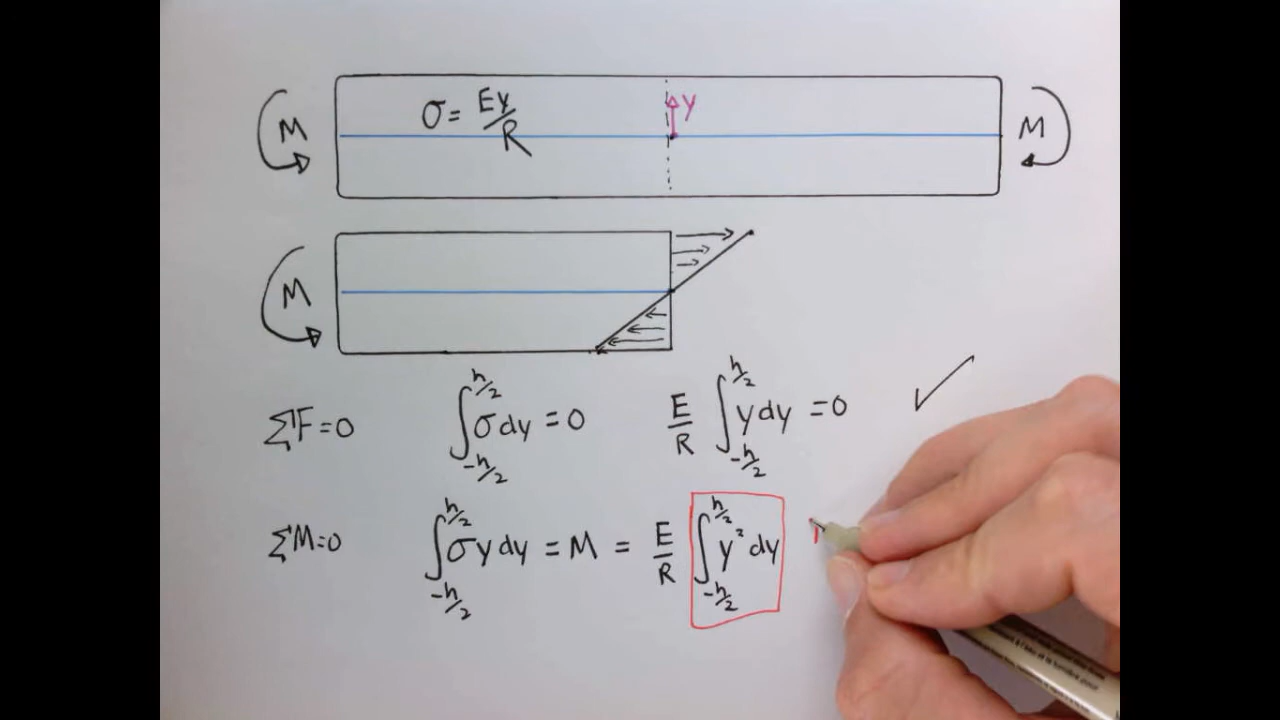 M σ = Ey/R y M
M
ΣF=0 ∫_{-h/2}^{h/2} σ dy = 0 E/R ∫_{-h/2}^{h/2} y dy = 0 ✓
ΣM=0 ∫_{-h/2}^{h/2} σ y dy = M = E/R ∫_{-h/2}^{h/2} y² dy